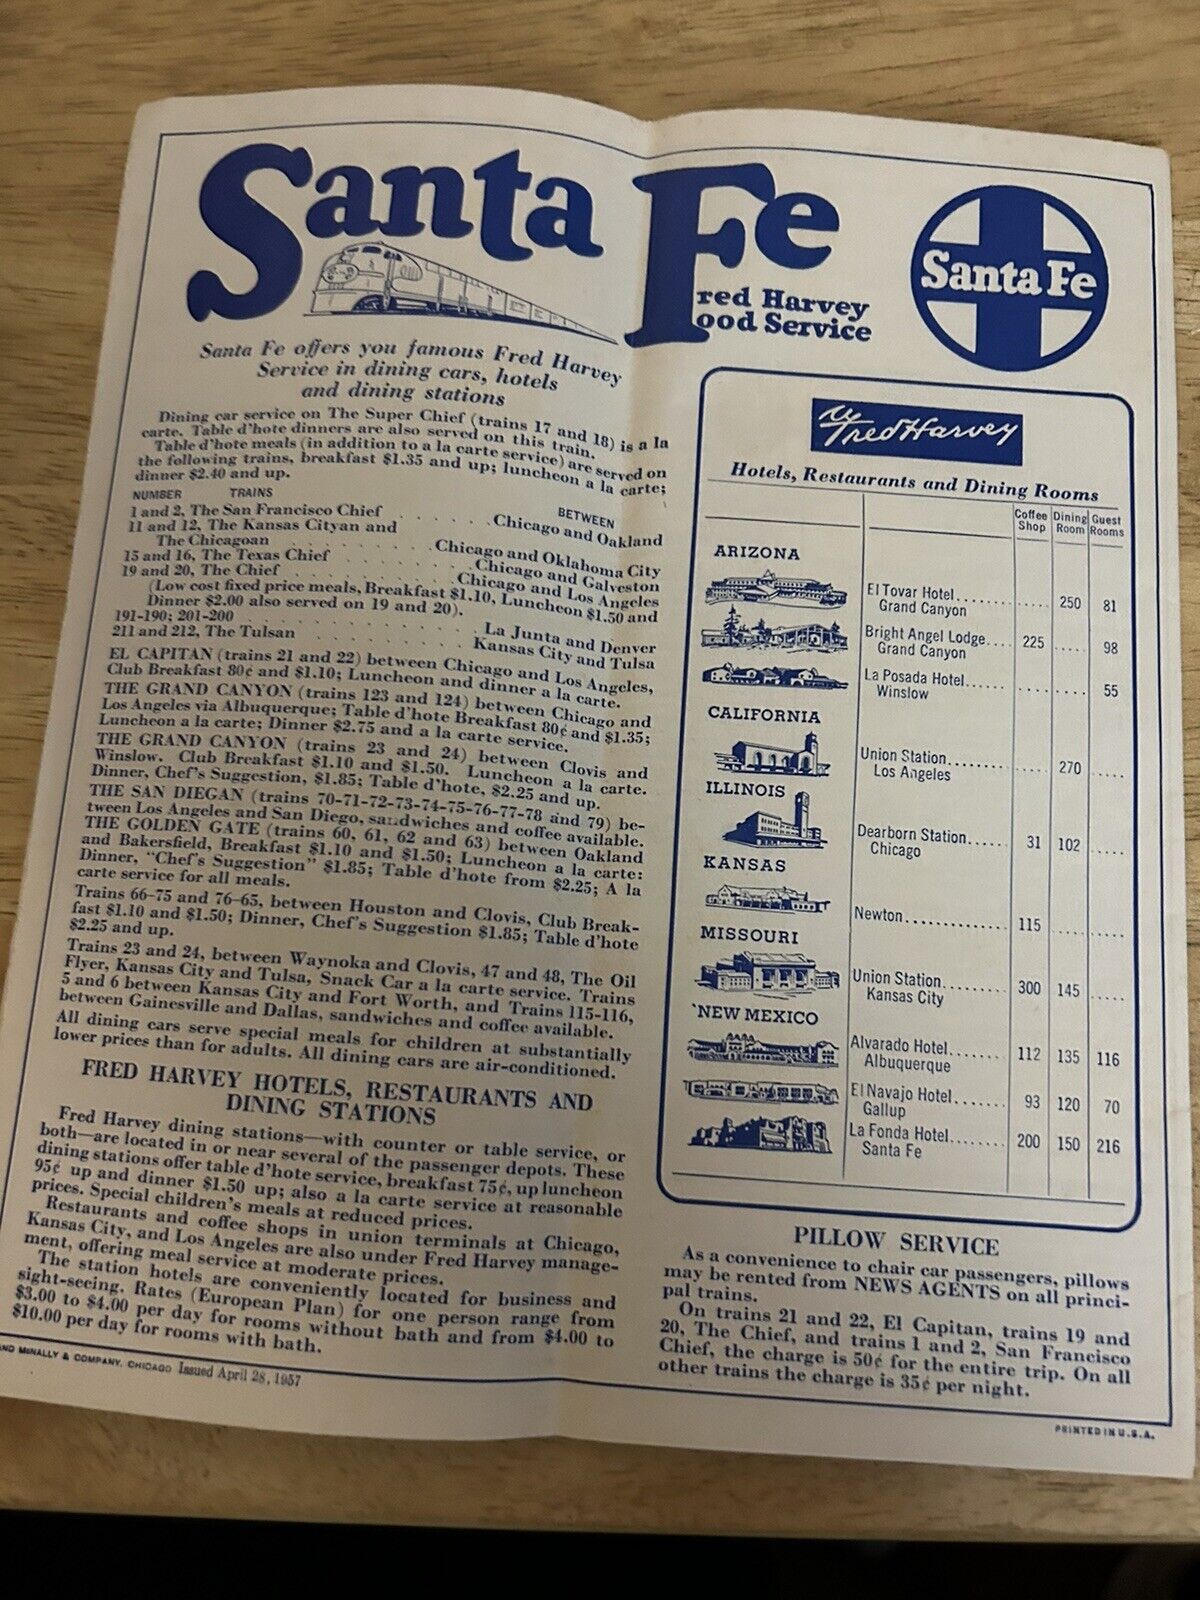 Santa Fe
Fred Harvey
Food Service
Santa Fe
Santa Fe offers you famous Fred Harvey
Service in dining cars, hotels
and dining stations
Dining car service on The Super Chief (trains 17 and 18) is a la
carte. Table d'hote dinners are also served on this train.
Table d'hote meals (in addition to a la carte service) are served on
the following trains, breakfast $1.35 and up; luncheon a la carte;
dinner $2.40 and up.
NUMBER TRAINS BETWEEN
1 and 2, The San Francisco Chief . . . . . . Chicago and Oakland
11 and 12, The Kansas Cityan and
The Chicagoan . . . . . . . . Chicago and Oklahoma City
15 and 16, The Texas Chief . . . . . . . Chicago and Galveston
19 and 20, The Chief . . . . . . . . Chicago and Los Angeles
(Low cost fixed price meals, Breakfast $1.10, Luncheon $1.50 and
Dinner $2.00 also served on 19 and 20).
191-190; 201-200 . . . . . . . . . La Junta and Denver
211 and 212, The Tulsan . . . . . . . Kansas City and Tulsa
EL CAPITAN (trains 21 and 22) between Chicago and Los Angeles,
Club Breakfast 80¢ and $1.10; Luncheon and dinner a la carte.
THE GRAND CANYON (trains 123 and 124) between Chicago and
Los Angeles via Albuquerque; Table d'hote Breakfast 80¢ and $1.35;
Luncheon a la carte; Dinner $2.75 and a la carte service.
THE GRAND CANYON (trains 23 and 24) between Clovis and
Winslow. Club Breakfast $1.10 and $1.50. Luncheon a la carte.
Dinner, Chef's Suggestion, $1.85; Table d'hote, $2.25 and up.
THE SAN DIEGAN (trains 70-71-72-73-74-75-76-77-78 and 79) be-
tween Los Angeles and San Diego, sandwiches and coffee available.
THE GOLDEN GATE (trains 60, 61, 62 and 63) between Oakland
and Bakersfield, Breakfast $1.10 and $1.50; Luncheon a la carte:
Dinner, "Chef's Suggestion" $1.85; Table d'hote from $2.25; A la
carte service for all meals.
Trains 66-75 and 76-65, between Houston and Clovis, Club Break-
fast $1.10 and $1.50; Dinner, Chef's Suggestion $1.85; Table d'hote
$2.25 and up.
Trains 23 and 24, between Waynoka and Clovis, 47 and 48, The Oil
Flyer, Kansas City and Tulsa, Snack Car a la carte service. Trains
5 and 6 between Kansas City and Fort Worth, and Trains 115-116,
between Gainesville and Dallas, sandwiches and coffee available.
All dining cars serve special meals for children at substantially
lower prices than for adults. All dining cars are air-conditioned.
FRED HARVEY HOTELS, RESTAURANTS AND
DINING STATIONS
Fred Harvey dining stations—with counter or table service, or
both—are located in or near several of the passenger depots. These
dining stations offer table d'hote service, breakfast 75¢, up luncheon
95¢ up and dinner $1.50 up; also a la carte service at reasonable
prices. Special children's meals at reduced prices.
Restaurants and coffee shops in union terminals at Chicago,
Kansas City, and Los Angeles are also under Fred Harvey manage-
ment, offering meal service at moderate prices.
The station hotels are conveniently located for business and
sight-seeing. Rates (European Plan) for one person range from
$3.00 to $4.00 per day for rooms without bath and from $4.00 to
$10.00 per day for rooms with bath.
McNALLY & COMPANY, CHICAGO Issued April 28, 1957
Fred Harvey
Hotels, Restaurants and Dining Rooms
Coffee Shop Dining Room Guest Rooms
ARIZONA
El Tovar Hotel........ ..... 250 81
Grand Canyon
Bright Angel Lodge.... 225 ..... 98
Grand Canyon
La Posada Hotel...... ..... ..... 55
Winslow
CALIFORNIA
Union Station......... 270 .....
Los Angeles
ILLINOIS
Dearborn Station...... 31 102 .....
Chicago
KANSAS
Newton............... 115 ..... .....
MISSOURI
Union Station......... 300 145 .....
Kansas City
NEW MEXICO
Alvarado Hotel........ 112 135 116
Albuquerque
El Navajo Hotel....... 93 120 70
Gallup
La Fonda Hotel........ 200 150 216
Santa Fe
PILLOW SERVICE
As a convenience to chair car passengers, pillows
may be rented from NEWS AGENTS on all princi-
pal trains.
On trains 21 and 22, El Capitan, trains 19 and
20, The Chief, and trains 1 and 2, San Francisco
Chief, the charge is 50¢ for the entire trip. On all
other trains the charge is 35¢ per night.
PRINTED IN U.S.A.